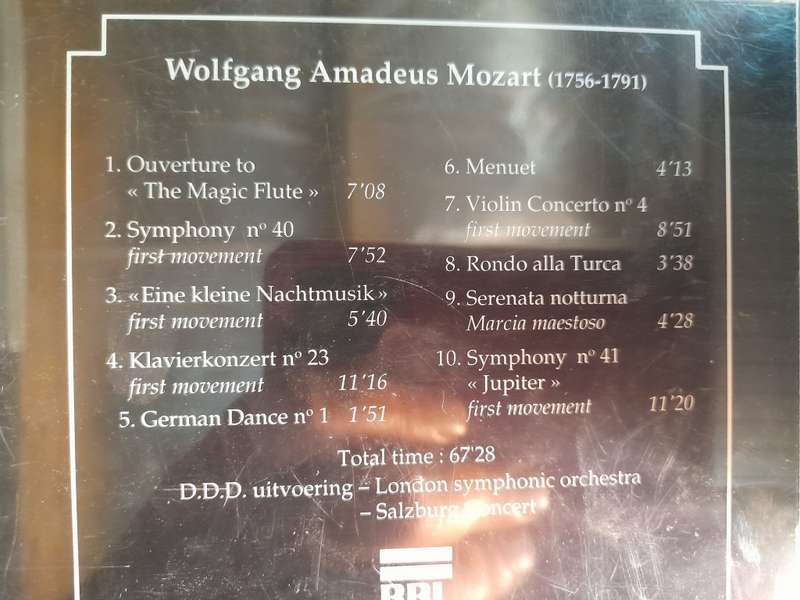 Wolfgang Amadeus Mozart (1756-1791)
1. Ouverture to
« The Magic Flute » 7'08
2. Symphony nº 40
first movement 7'52
3. «Eine kleine Nachtmusik»
first movement 5'40
4. Klavierkonzert nº 23
first movement 11'16
5. German Dance nº 1 1'51
6. Menuet 4'13
7. Violin Concerto nº 4
first movement 8'51
8. Rondo alla Turca 3'38
9. Serenata notturna
Marcia maestoso 4'28
10. Symphony nº 41
« Jupiter »
first movement 11'20
Total time : 67'28
D.D.D. uitvoering – London symphonic orchestra
– Salzburg Concert